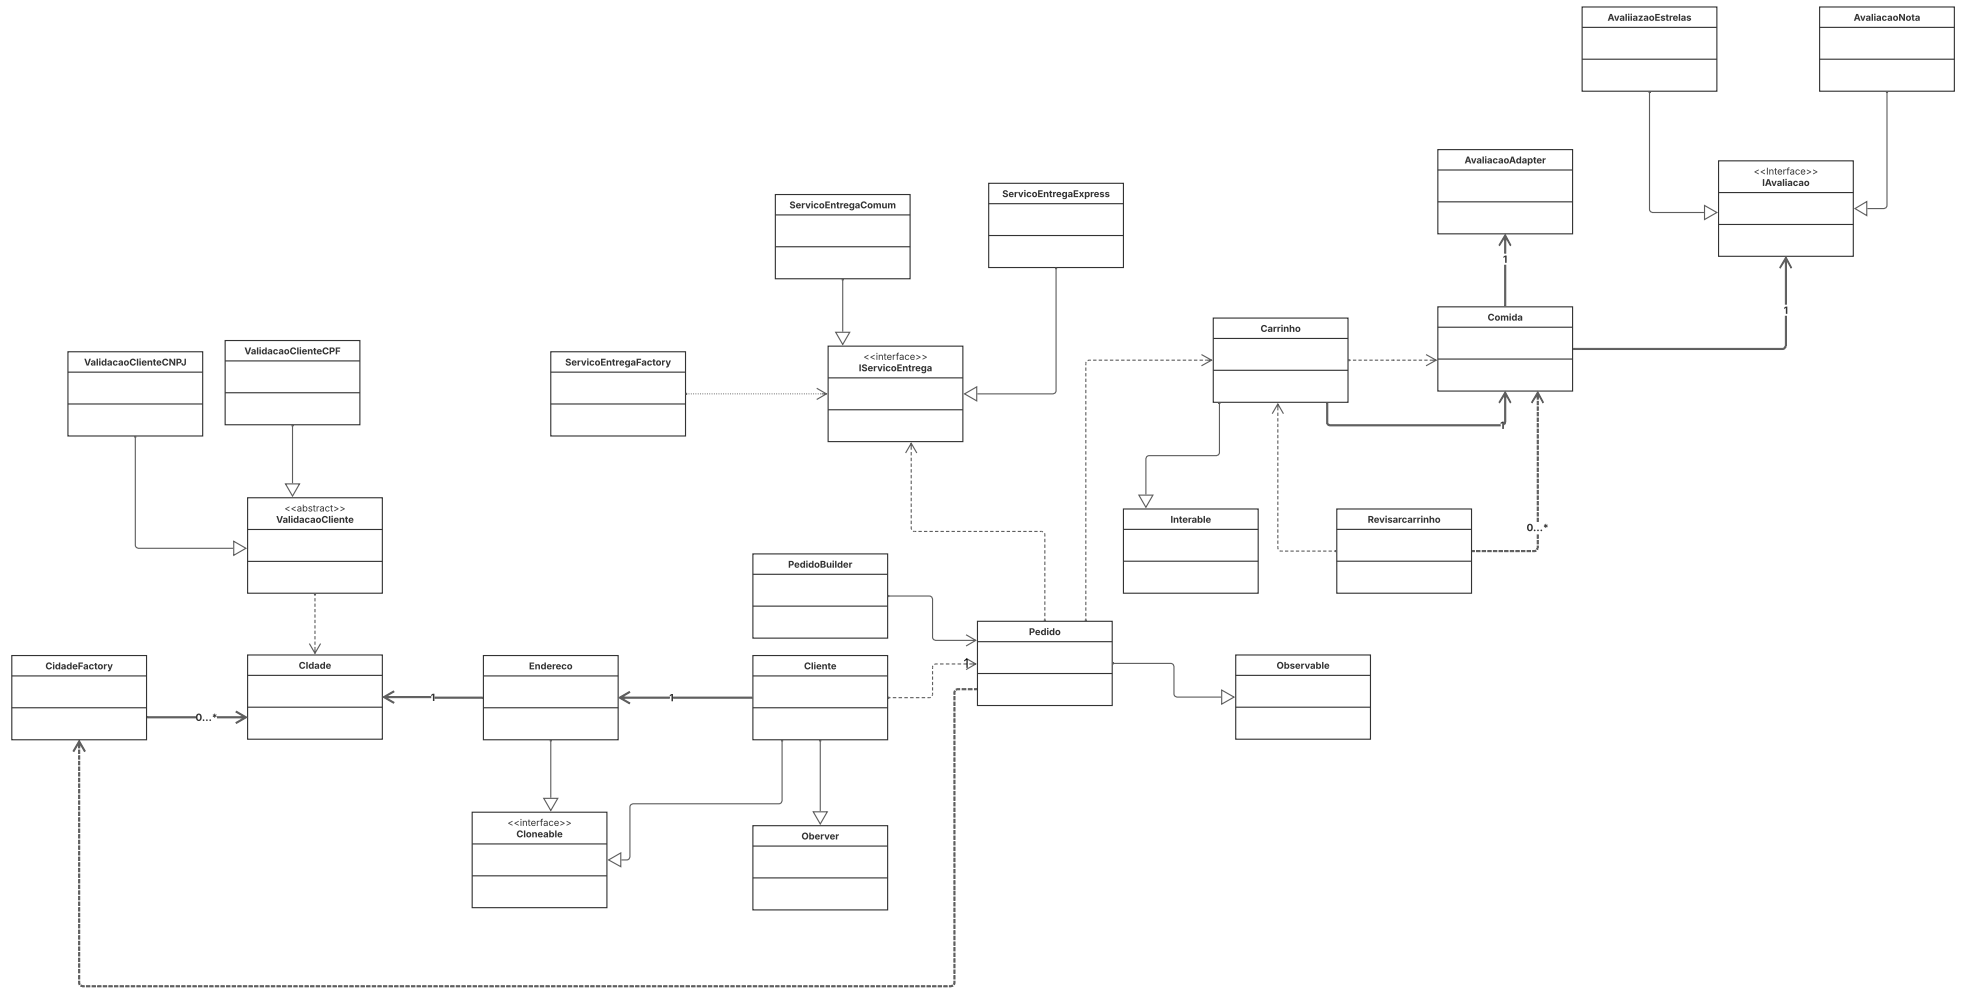 AvaliiazaoEstrelas
AvaliacaoNota
AvaliacaoAdapter
<<Interface>>
IAvaliacao
ServicoEntregaComum
ServicoEntregaExpress
1
1
Comida
Carrinho
ValidacaoClienteCNPJ
ValidacaoClienteCPF
ServicoEntregaFactory
<<interface>>
IServicoEntrega
1
<<abstract>>
ValidacaoCliente
Interable
Revisarcarrinho
0...*
PedidoBuilder
Pedido
CidadeFactory
CIdade
Endereco
Cliente
1
Observable
1
1
0...*
<<interface>>
Cloneable
Oberver